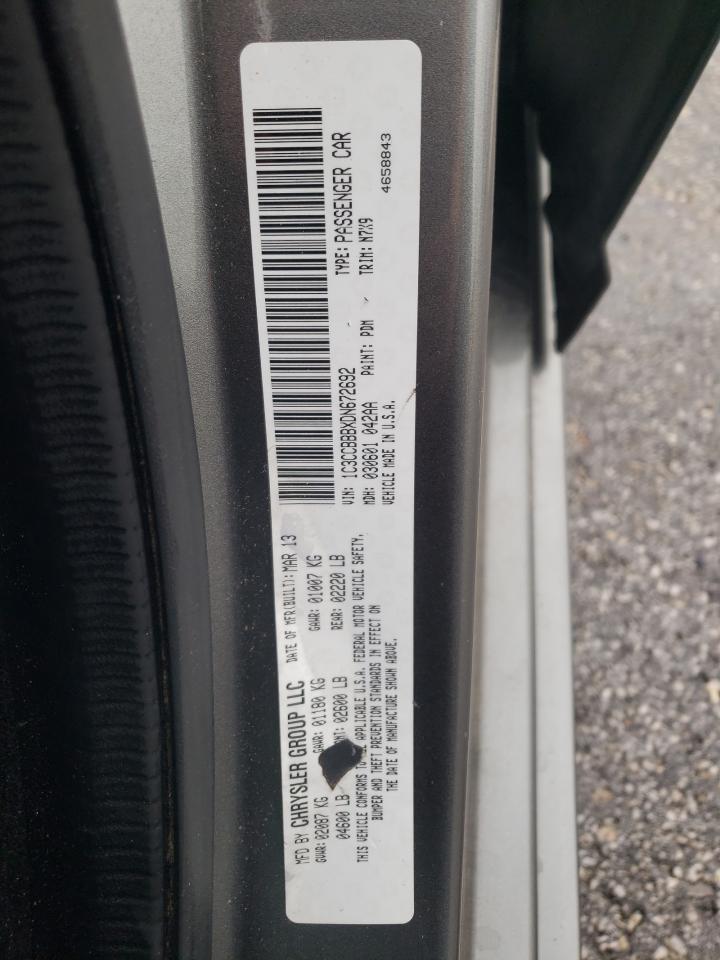 MFD BY CHRYSLER GROUP LLC DATE OF MFR(BUILT): MAR 13
GVWR: 02087 KG GAWR: 01180 KG GAWR: 01007 KG
04600 LB NT: 02600 LB REAR: 02220 LB
THIS VEHICLE CONFORMS TO APPLICABLE U.S.A. FEDERAL MOTOR VEHICLE SAFETY,
BUMPER AND THEFT PREVENTION STANDARDS IN EFFECT ON
THE DATE OF MANUFACTURE SHOWN ABOVE.
VIN: 1C3CCBBBXDN672692 TYPE: PASSENGER CAR
MDH: 030601 042AA PAINT: PDM TRIM: N7X9
VEHICLE MADE IN U.S.A.
4658843